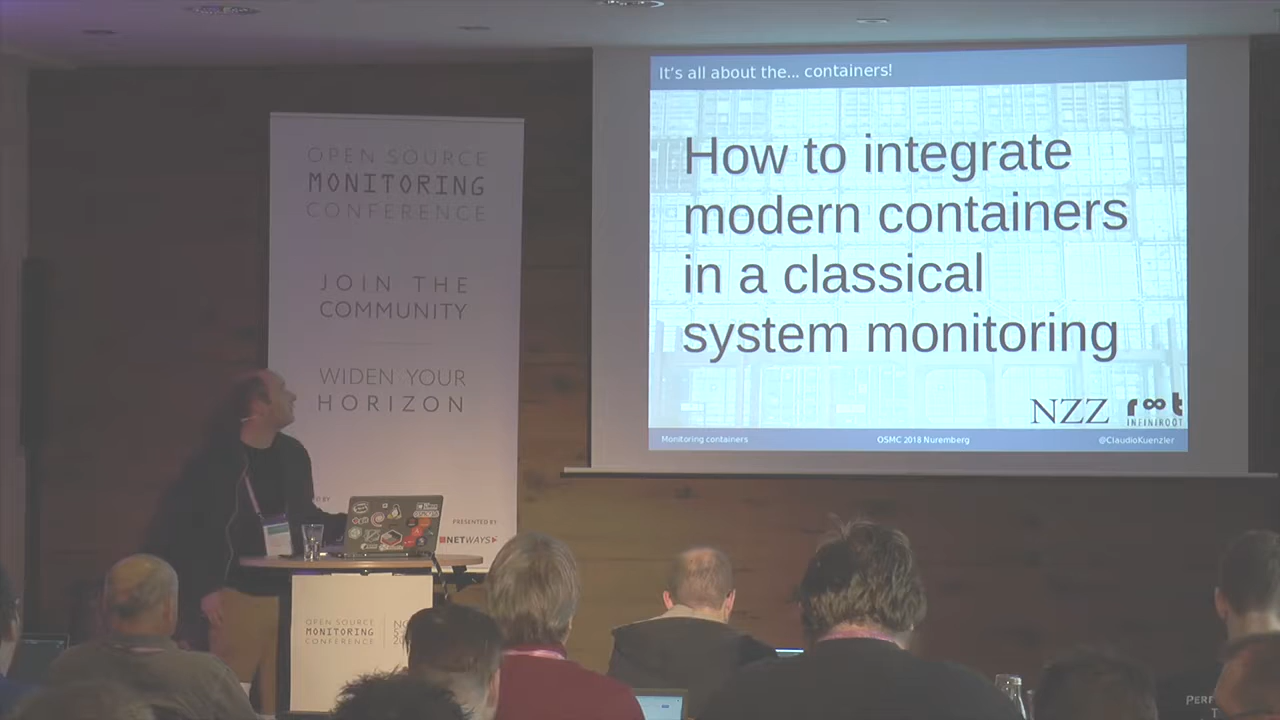 It's all about the... containers!
How to integrate
modern containers
in a classical
system monitoring
NZZ
INFINIROOT
Monitoring containers
OSMC 2018 Nuremberg
@ClaudioKuenzler
OPEN SOURCE
MONITORING
CONFERENCE
JOIN THE
COMMUNITY
WIDEN YOUR
HORIZON
PRESENTED BY
NETWAYS
OPEN SOURCE
MONITORING
CONFERENCE